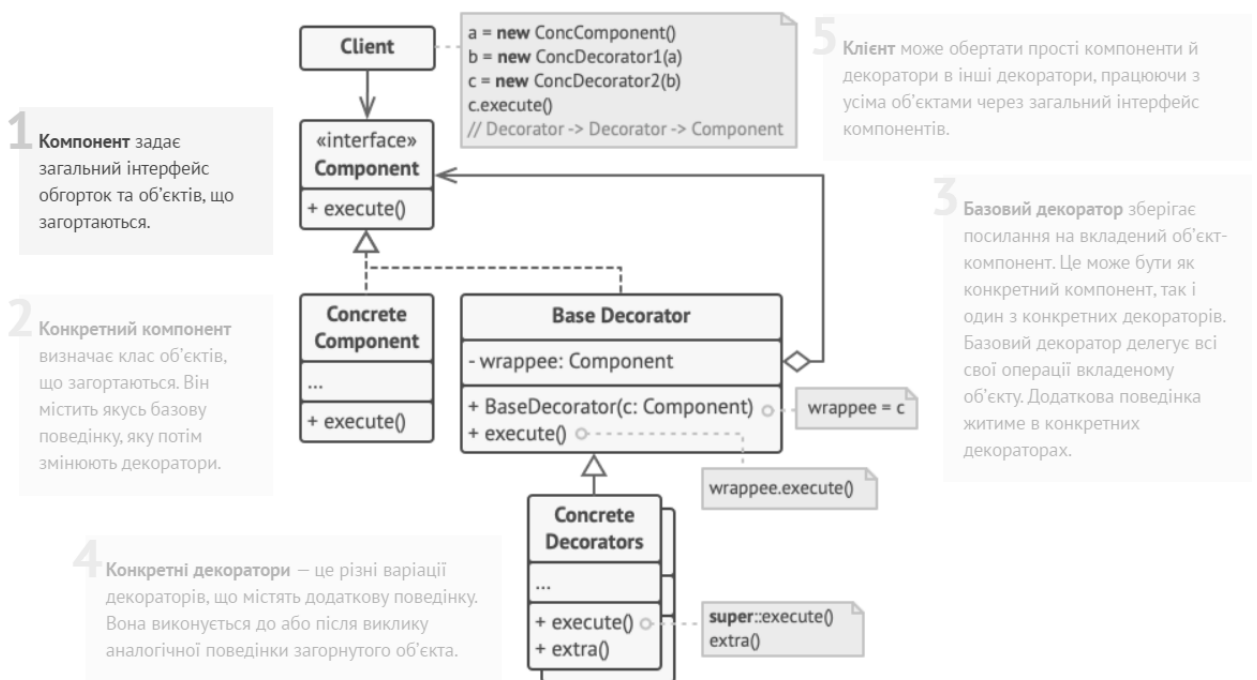 Client
a = new ConcComponent()
b = new ConcDecorator1(a)
c = new ConcDecorator2(b)
c.execute()
// Decorator -> Decorator -> Component
5
Клієнт може обертати прості компоненти й
декоратори в інші декоратори, працюючи з
усіма об’єктами через загальний інтерфейс
компонентів.
1
Компонент задає
загальний інтерфейс
обгорток та об’єктів, що
загортаються.
«interface»
Component
+ execute()
3
Базовий декоратор зберігає
посилання на вкладений об’єкт-
компонент. Це може бути як
конкретний компонент, так і
один з конкретних декораторів.
Базовий декоратор делегує всі
свої операції вкладеному
об’єкту. Додаткова поведінка
житиме в конкретних
декораторах.
2
Конкретний компонент
визначає клас об’єктів,
що загортаються. Він
містить якусь базову
поведінку, яку потім
змінюють декоратори.
Concrete
Component
...
+ execute()
Base Decorator
- wrappee: Component
+ BaseDecorator(c: Component)
+ execute()
wrappee = c
wrappee.execute()
4
Конкретні декоратори — це різні варіації
декораторів, що містять додаткову поведінку.
Вона виконується до або після виклику
аналогічної поведінки загорнутого об’єкта.
Concrete
Decorators
...
+ execute()
+ extra()
super::execute()
extra()